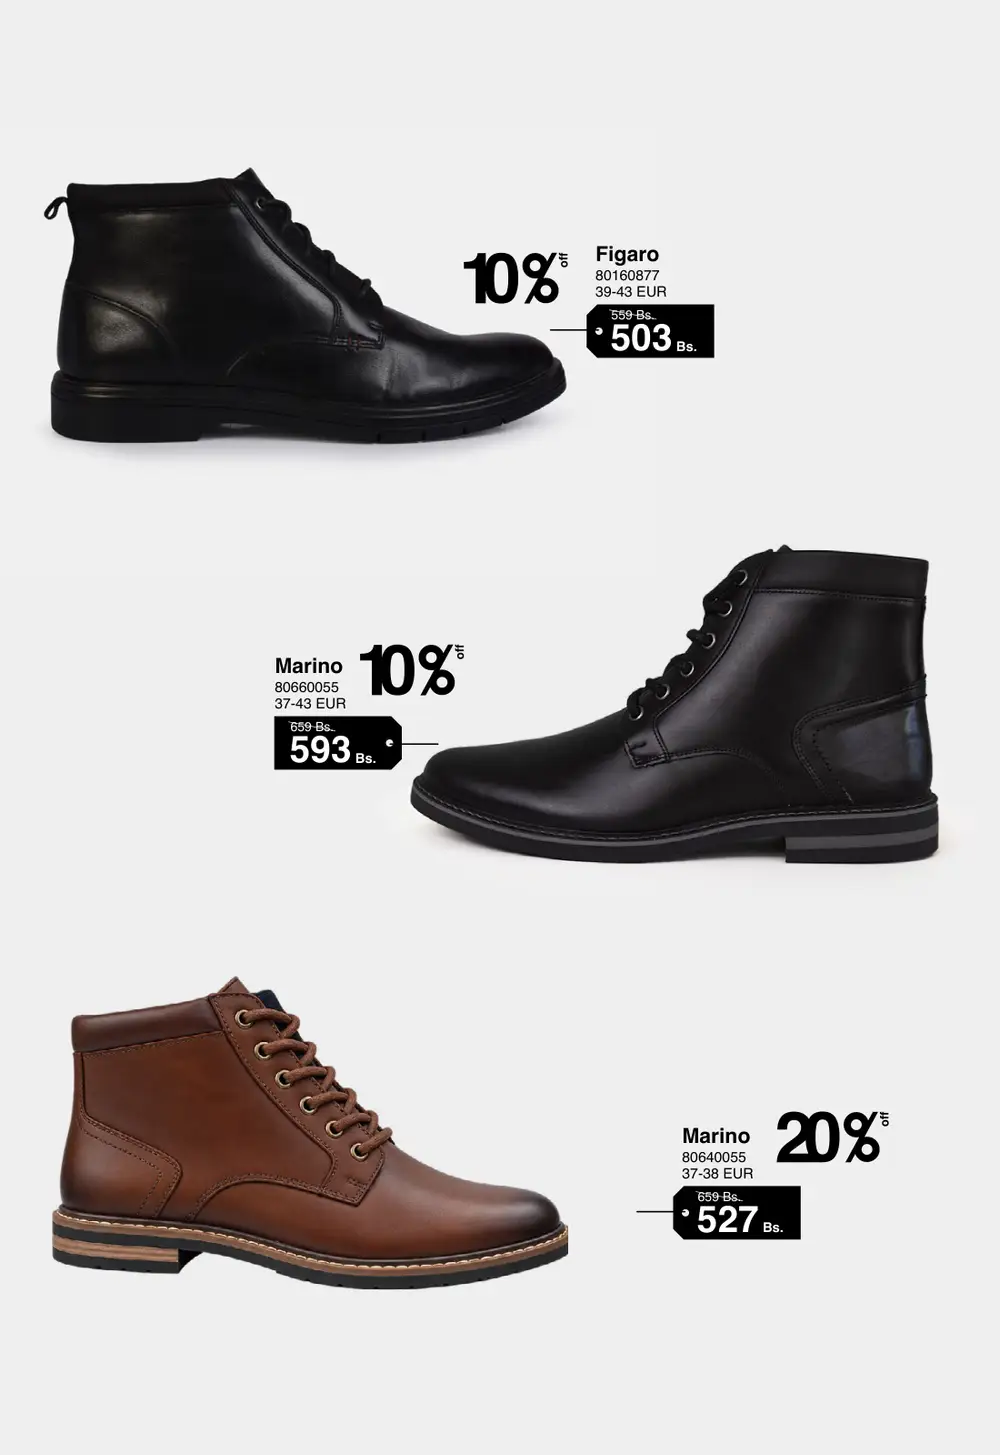 10% off
Figaro
80160877
39-43 EUR
559 Bs.
503 Bs.
Marino
10% off
80660055
37-43 EUR
659 Bs.
593 Bs.
Marino
20% off
80640055
37-38 EUR
659 Bs.
527 Bs.